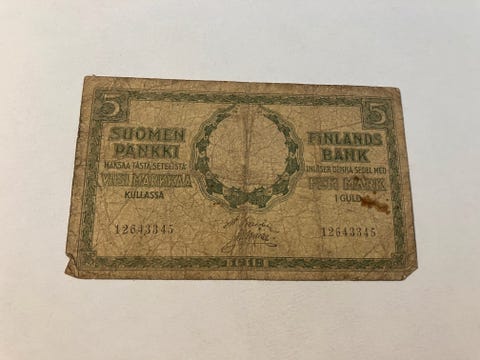 5
5
SUOMEN
PANKKI
MAKSAA TÄSTÄ SETELISTÄ
VIISI MARKKAA
KULLASSA
12643345
FINLANDS
BANK
INLÖSER DENNA SEDEL MED
FEM MARK
I GULD
12643345
1918